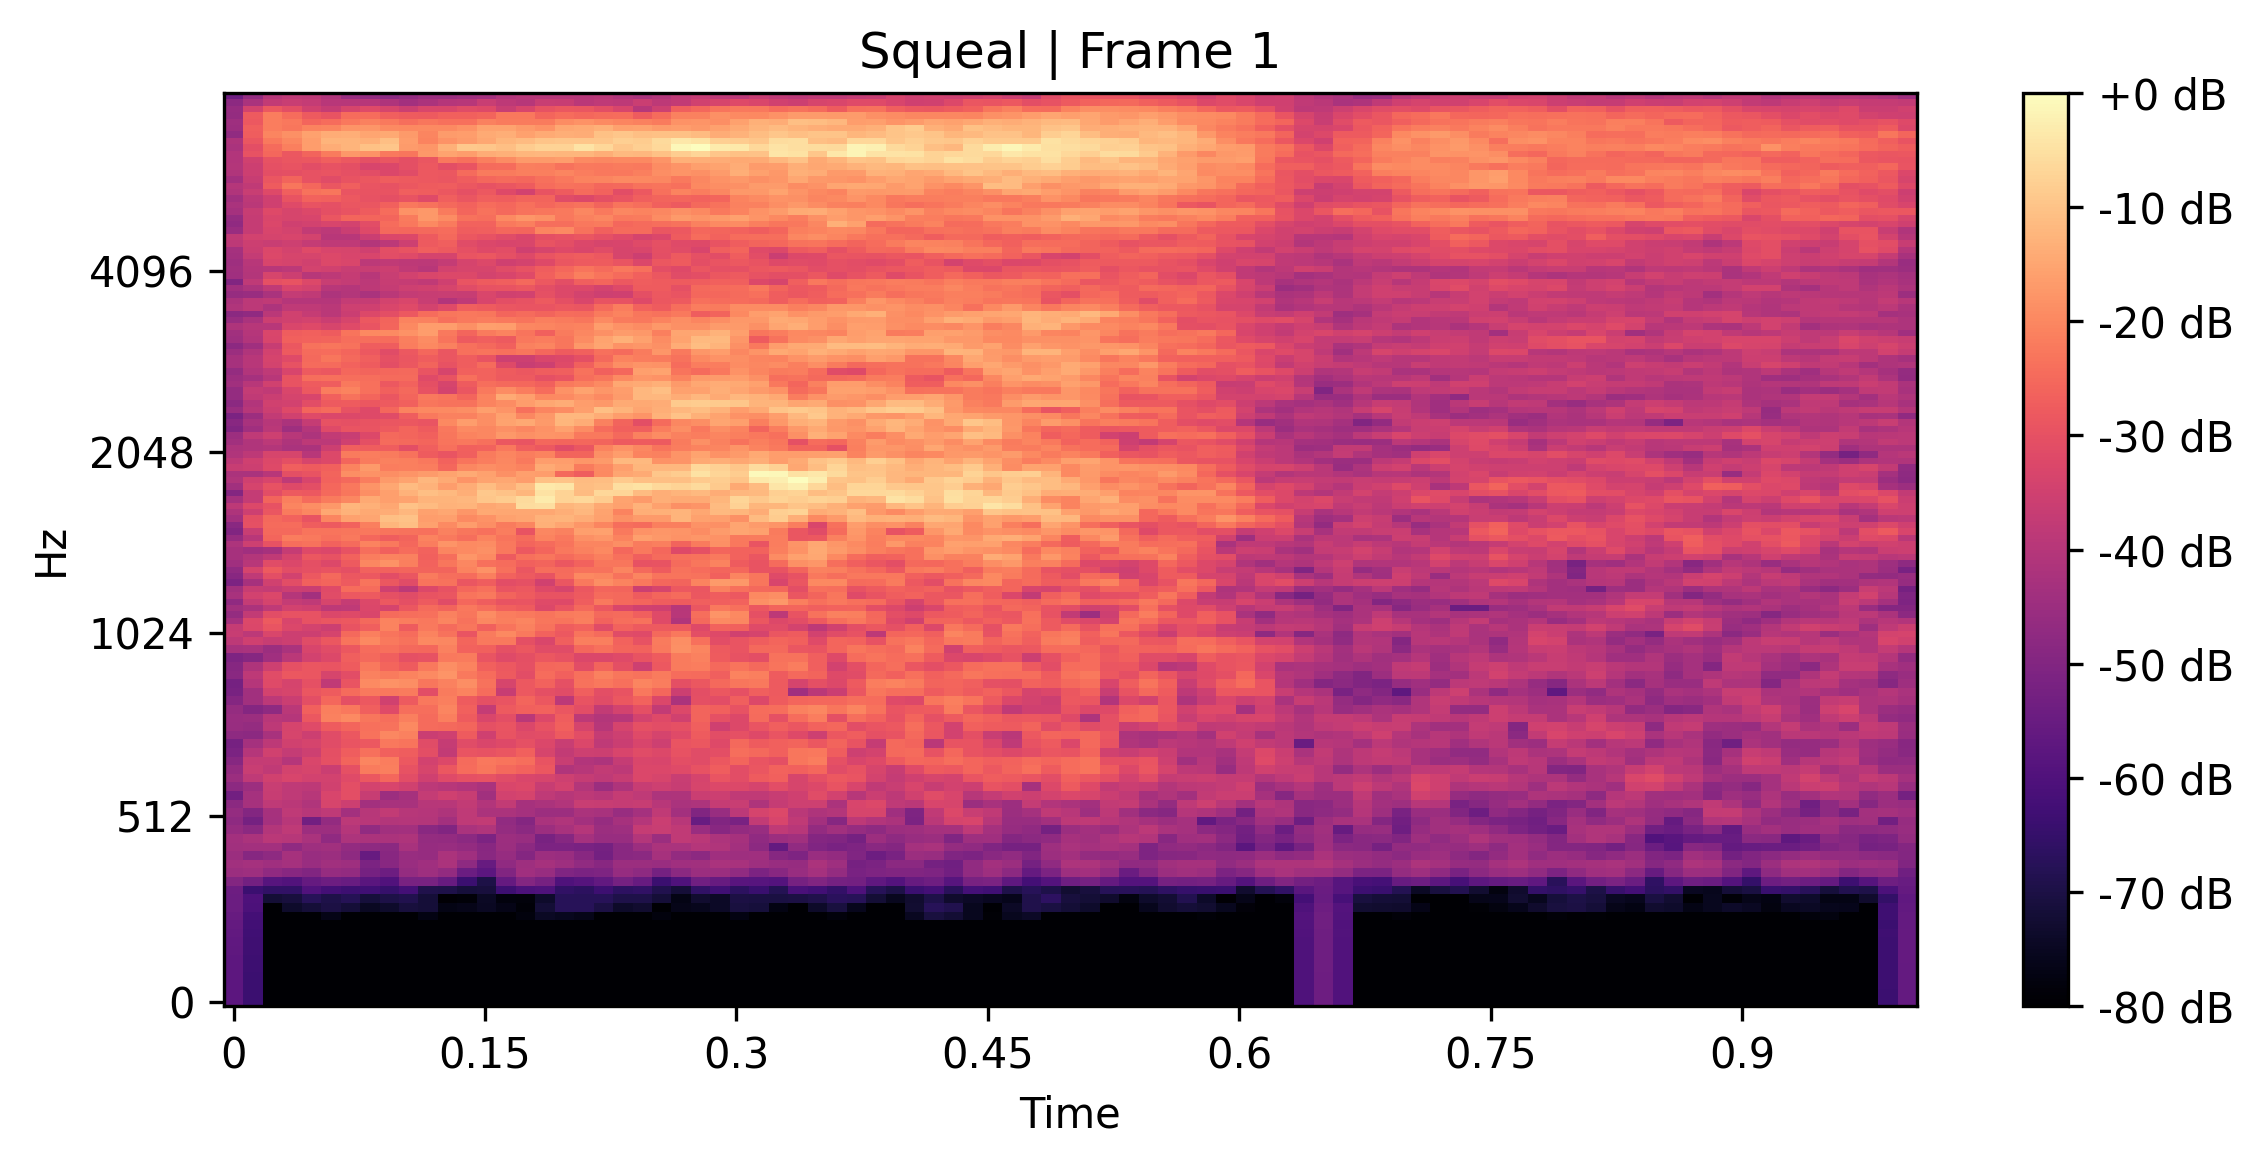 Squeal | Frame 1
Hz
4096
2048
1024
512
0
0 0.15 0.3 0.45 0.6 0.75 0.9
Time
+0 dB
-10 dB
-20 dB
-30 dB
-40 dB
-50 dB
-60 dB
-70 dB
-80 dB